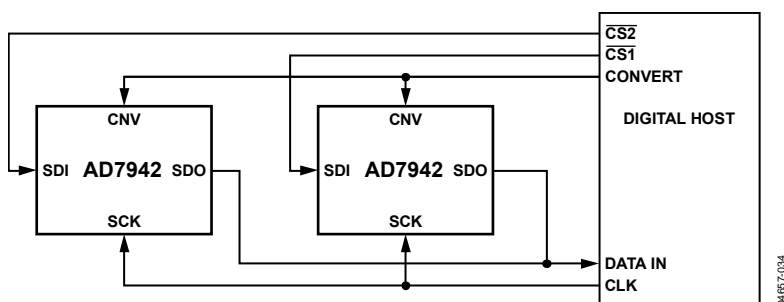 CS2
CS1
CONVERT
CNV
CNV
DIGITAL HOST
SDI AD7942 SDO
SDI AD7942 SDO
SCK
SCK
DATA IN
CLK